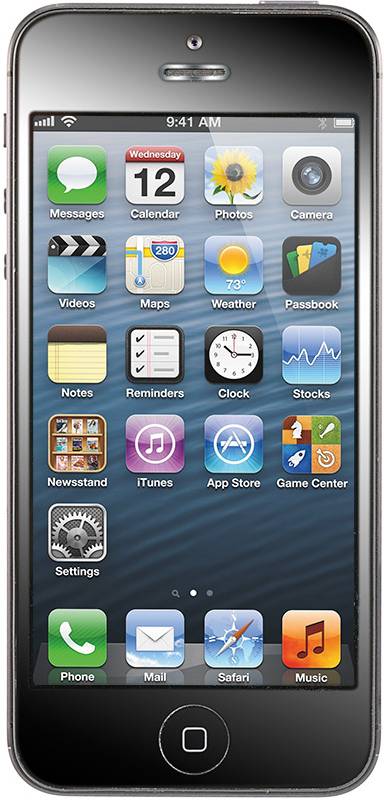 9:41 AM
Wednesday
12
Messages Calendar Photos Camera
280
73°
Videos Maps Weather Passbook
Notes Reminders Clock Stocks
Newsstand iTunes App Store Game Center
Settings
Phone Mail Safari Music